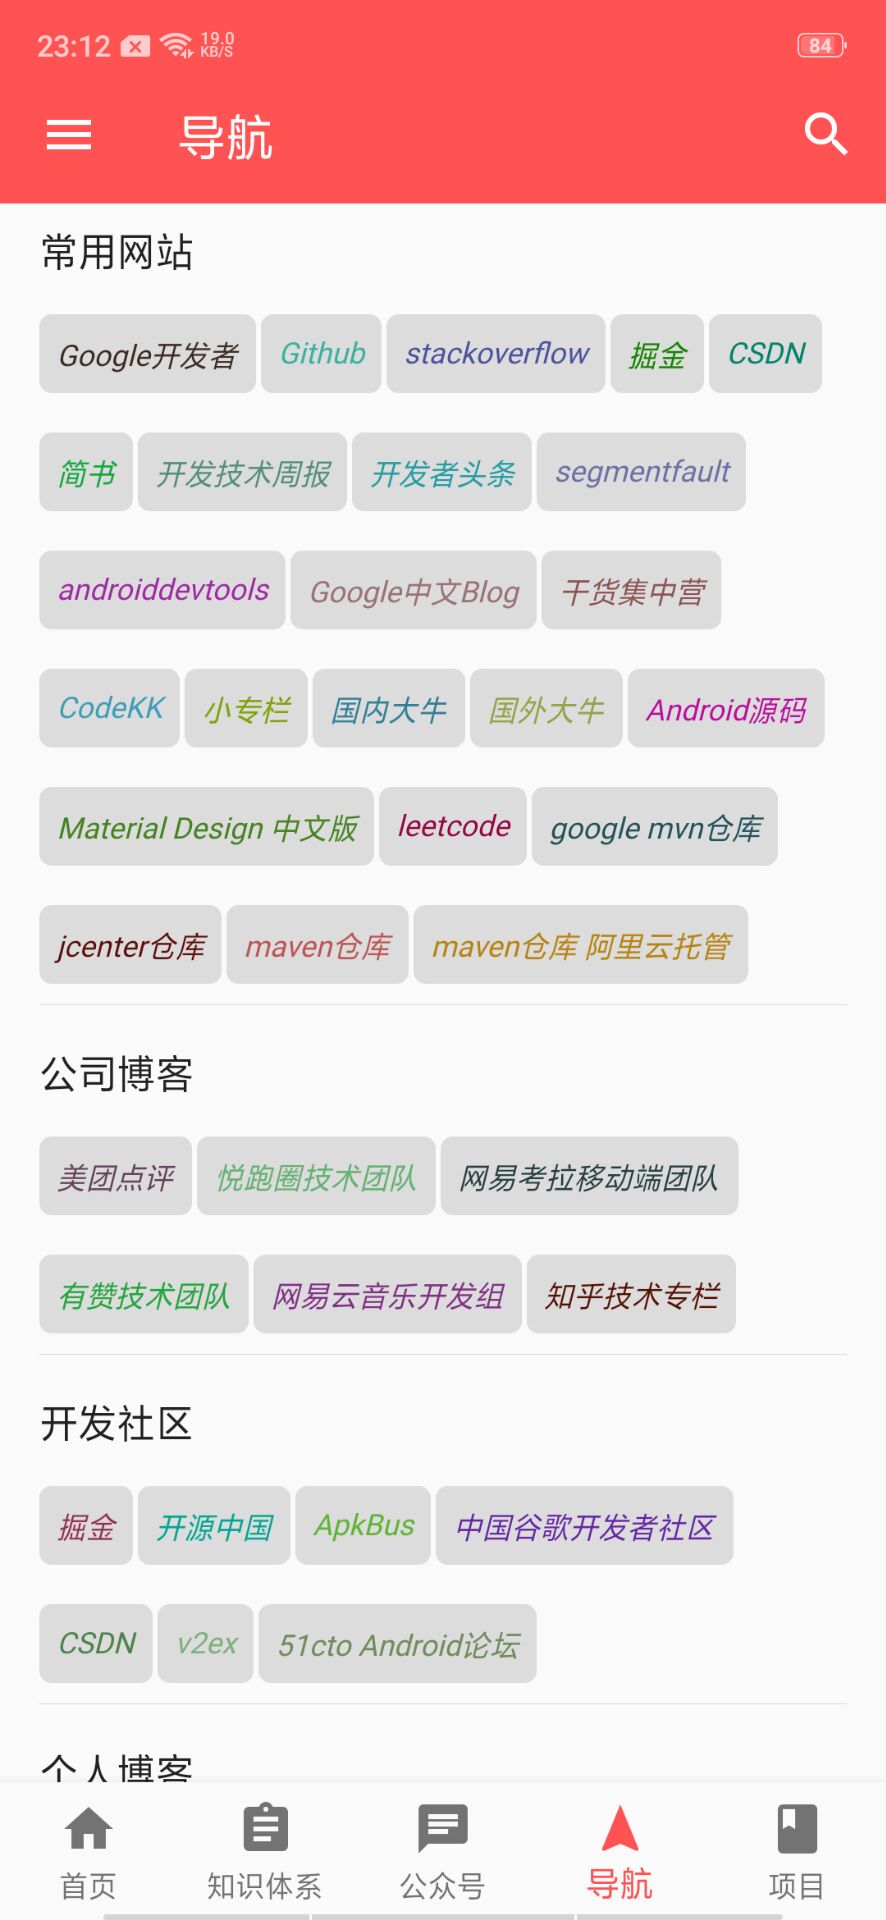 23:12 19.0 KB/S 84
导航
常用网站
Google开发者 Github stackoverflow 掘金 CSDN
简书 开发技术周报 开发者头条 segmentfault
androiddevtools Google中文Blog 干货集中营
CodeKK 小专栏 国内大牛 国外大牛 Android源码
Material Design 中文版 leetcode google mvn仓库
jcenter仓库 maven仓库 maven仓库 阿里云托管
公司博客
美团点评 悦跑圈技术团队 网易考拉移动端团队
有赞技术团队 网易云音乐开发组 知乎技术专栏
开发社区
掘金 开源中国 ApkBus 中国谷歌开发者社区
CSDN v2ex 51cto Android论坛
个人博客
首页 知识体系 公众号 导航 项目